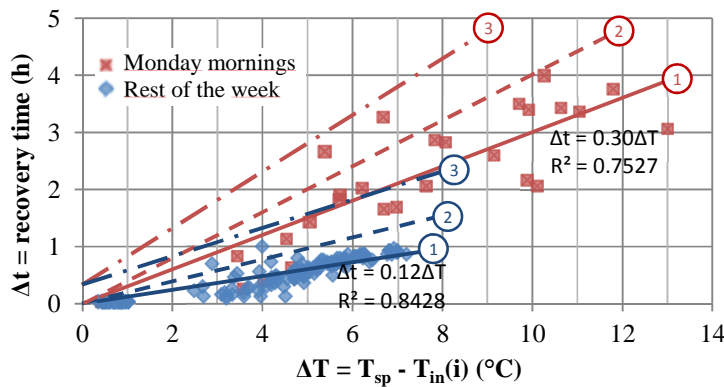 Δt = recovery time (h)
5
4
3
2
1
0
Monday mornings
Rest of the week
3
2
1
Δt = 0.30ΔT
R² = 0.7527
3
2
1
Δt = 0.12ΔT
R² = 0.8428
0 2 4 6 8 10 12 14
ΔT = Tsp - Tin(i) (°C)